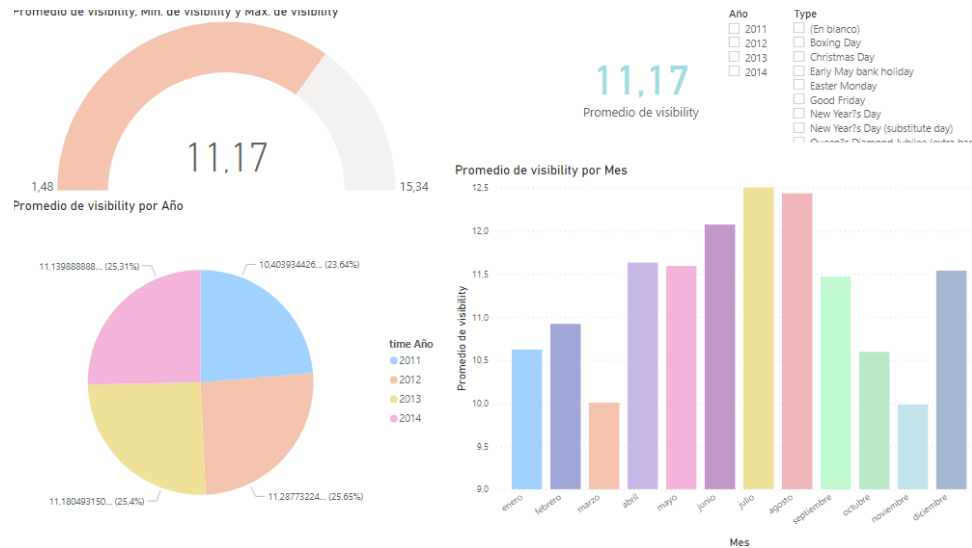 Promedio de visibility, Mín. de visibility y Máx. de visibility
11,17
1,48
15,34
11,17
Promedio de visibility
Año
2011
2012
2013
2014
Type
(En blanco)
Boxing Day
Christmas Day
Early May bank holiday
Easter Monday
Good Friday
New Year?s Day
New Year?s Day (substitute day)
Queen?s Diamond Jubilee (extra ban
Promedio de visibility por Año
11,139888888... (25,31%)
10,403934426... (23,64%)
11,180493150... (25,4%)
11,28773224... (25,65%)
time Año
2011
2012
2013
2014
Promedio de visibility por Mes
Promedio de visibility
12.5
12.0
11.5
11.0
10.5
10.0
9.5
9.0
enero
febrero
marzo
abril
mayo
junio
julio
agosto
septiembre
octubre
noviembre
diciembre
Mes